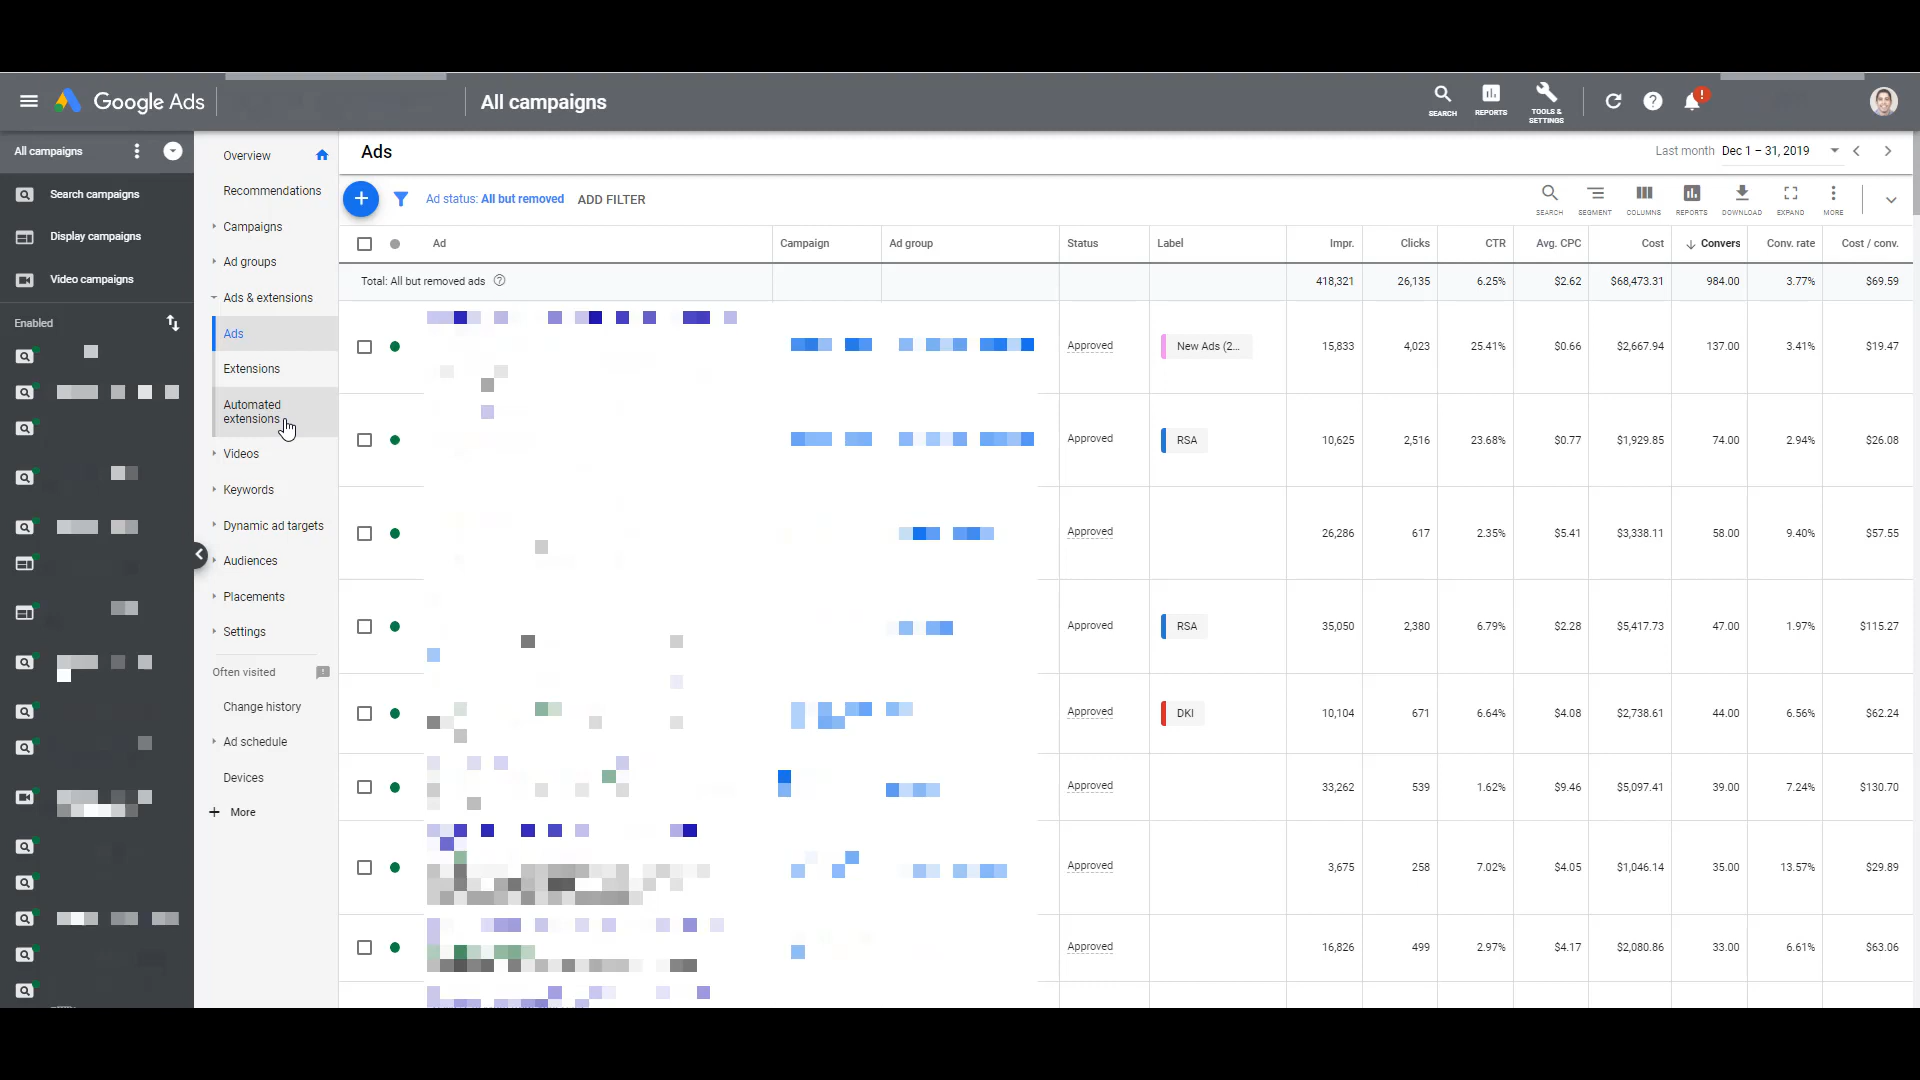 Google Ads
All campaigns
SEARCH
REPORTS
TOOLS &
SETTINGS
!
All campaigns
Search campaigns
Display campaigns
Video campaigns
Enabled
Overview
Recommendations
Campaigns
Ad groups
Ads & extensions
Ads
Extensions
Automated
extensions
Videos
Keywords
Dynamic ad targets
Audiences
Placements
Settings
Often visited
Change history
Ad schedule
Devices
+ More
Ads
Last month Dec 1 – 31, 2019
Ad status: All but removed ADD FILTER
SEARCH SEGMENT COLUMNS REPORTS DOWNLOAD EXPAND MORE
Ad Campaign Ad group Status Label Impr. Clicks CTR Avg. CPC Cost Convers Conv. rate Cost / conv.
Total: All but removed ads 418,321 26,135 6.25% $2.62 $68,473.31 984.00 3.77% $69.59
Approved New Ads (2... 15,833 4,023 25.41% $0.66 $2,667.94 137.00 3.41% $19.47
Approved RSA 10,625 2,516 23.68% $0.77 $1,929.85 74.00 2.94% $26.08
Approved 26,286 617 2.35% $5.41 $3,338.11 58.00 9.40% $57.55
Approved RSA 35,050 2,380 6.79% $2.28 $5,417.73 47.00 1.97% $115.27
Approved DKI 10,104 671 6.64% $4.08 $2,738.61 44.00 6.56% $62.24
Approved 33,262 539 1.62% $9.46 $5,097.41 39.00 7.24% $130.70
Approved 3,675 258 7.02% $4.05 $1,046.14 35.00 13.57% $29.89
Approved 16,826 499 2.97% $4.17 $2,080.86 33.00 6.61% $63.06